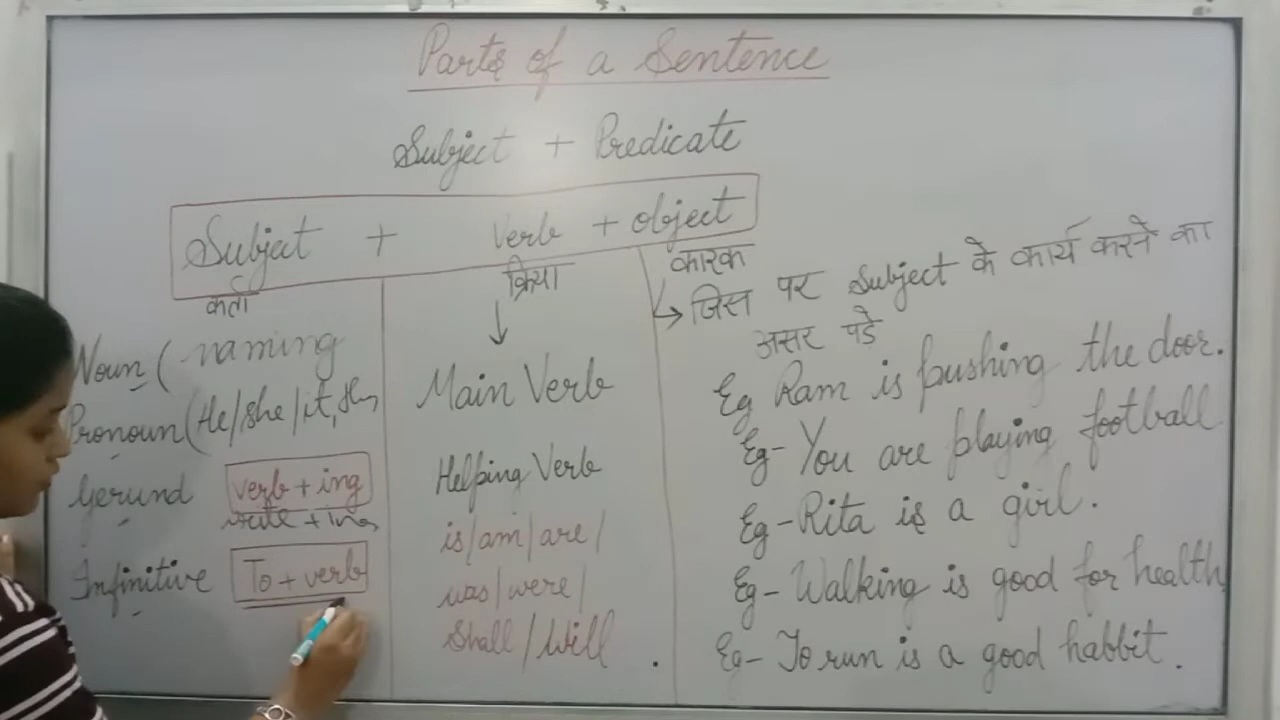 Parts of a Sentence
Subject + Predicate
Subject + Verb + object
कर्ता
क्रिया
कारक
Noun ( naming
Pronoun (He/she/it,
Gerund verb + ing
write + ing
Infinitive To + verb
Main Verb
Helping Verb
is/am/are/
was/were/
Shall/Will
→ जिस पर Subject के कार्य करने का
असर पडे
Eg Ram is pushing the door.
Eg- You are playing football
Eg- Rita is a girl.
Eg- Walking is good for health
Eg- To run is a good habbit.